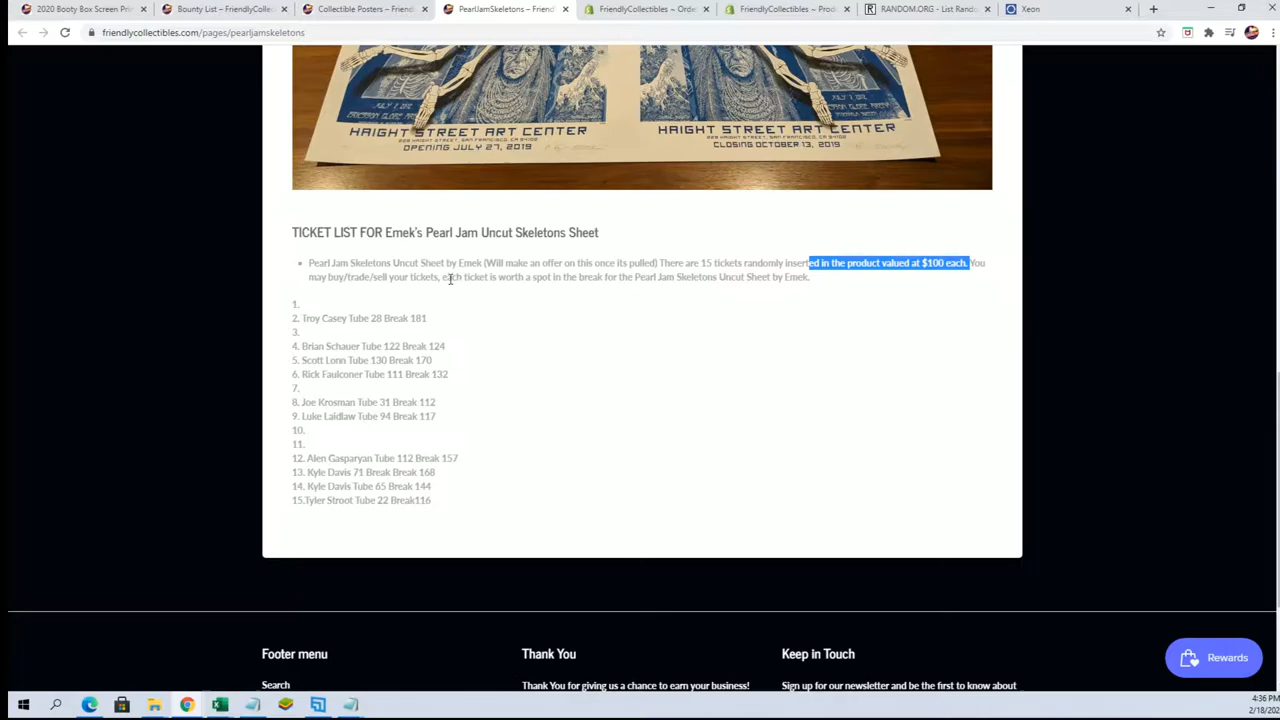 2020 Booty Box Screen Prin
Bounty List – FriendlyCollec
Collectible Posters – Friend
PearlJamSkeletons – Friend
FriendlyCollectibles ~ Orde
FriendlyCollectibles ~ Prod
RANDOM.ORG - List Rando
Xeon
friendlycollectibles.com/pages/pearljamskeletons
HAIGHT STREET ART CENTER
OPENING JULY 27, 2019
HAIGHT STREET ART CENTER
CLOSING OCTOBER 13, 2019
TICKET LIST FOR Emek's Pearl Jam Uncut Skeletons Sheet
Pearl Jam Skeletons Uncut Sheet by Emek (Will make an offer on this once its pulled) There are 15 tickets randomly inserted in the product valued at $100 each. You
may buy/trade/sell your tickets, each ticket is worth a spot in the break for the Pearl Jam Skeletons Uncut Sheet by Emek.
1.
2. Troy Casey Tube 28 Break 181
3.
4. Brian Schauer Tube 122 Break 124
5. Scott Lonn Tube 130 Break 170
6. Rick Faulconer Tube 111 Break 132
7.
8. Joe Krosman Tube 31 Break 112
9. Luke Laidlaw Tube 94 Break 117
10.
11.
12. Alen Gasparyan Tube 112 Break 157
13. Kyle Davis 71 Break Break 168
14. Kyle Davis Tube 65 Break 144
15.Tyler Stroot Tube 22 Break116
Footer menu
Thank You
Keep in Touch
Search
Thank You for giving us a chance to earn your business!
Sign up for our newsletter and be the first to know about
Rewards
4:36 PM
2/18/202